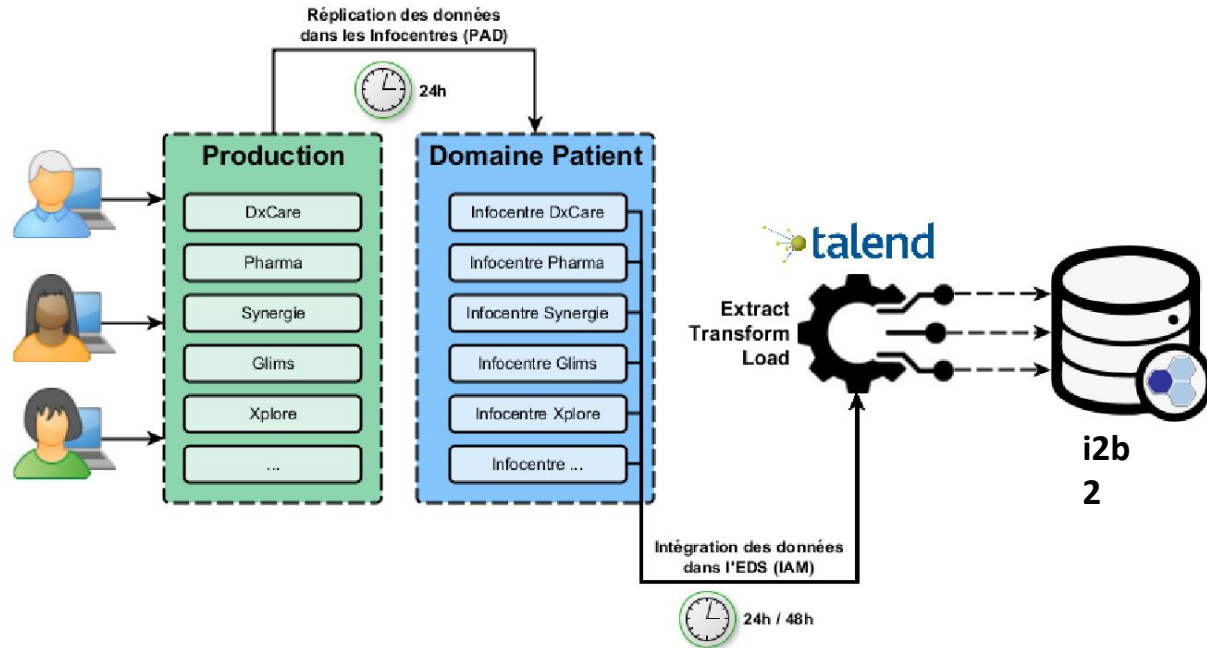 Réplication des données
dans les Infocentres (PAD)
24h
Production
DxCare
Pharma
Synergie
Glims
Xplore
...
Domaine Patient
Infocentre DxCare
Infocentre Pharma
Infocentre Synergie
Infocentre Glims
Infocentre Xplore
Infocentre ...
talend
Extract
Transform
Load
i2b
2
Intégration des données
dans l'EDS (IAM)
24h / 48h